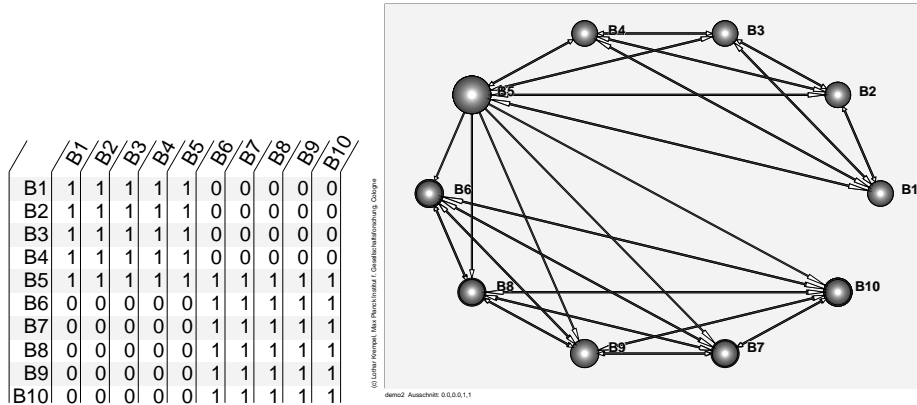 B1 B2 B3 B4 B5 B6 B7 B8 B9 B10
B1 1 1 1 1 1 0 0 0 0 0
B2 1 1 1 1 1 0 0 0 0 0
B3 1 1 1 1 1 0 0 0 0 0
B4 1 1 1 1 1 0 0 0 0 0
B5 1 1 1 1 1 1 1 1 1 1
B6 0 0 0 0 0 1 1 1 1 1
B7 0 0 0 0 0 1 1 1 1 1
B8 0 0 0 0 0 1 1 1 1 1
B9 0 0 0 0 0 1 1 1 1 1
B10 0 0 0 0 0 1 1 1 1 1
(c) Lothar Krempel, Max Planck Institut f. Gesellschaftsforschung, Cologne
B4
B3
B5
B2
B6
B1
B8
B10
B9
B7
demo2 Ausschnitt: 0.0,0.0,1,1